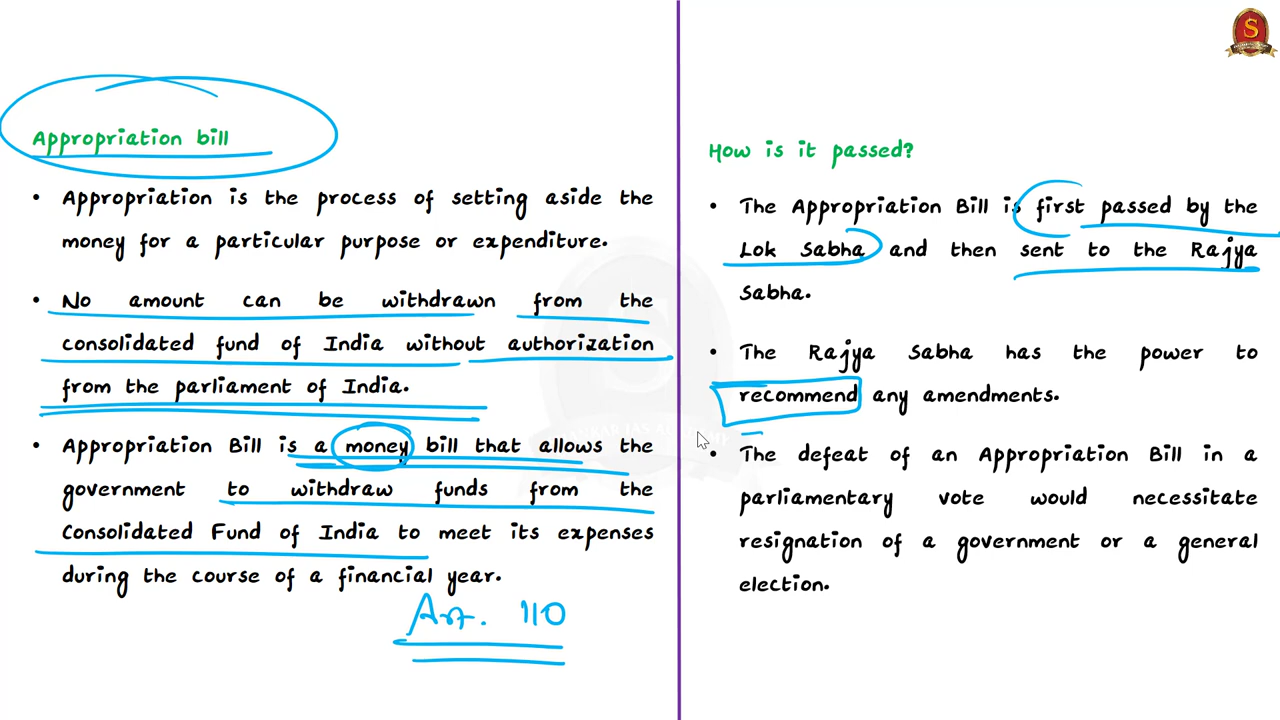 Appropriation bill
• Appropriation is the process of setting aside the
money for a particular purpose or expenditure.
• No amount can be withdrawn from the
consolidated fund of India without authorization
from the parliament of India.
• Appropriation Bill is a money bill that allows the
government to withdraw funds from the
Consolidated Fund of India to meet its expenses
during the course of a financial year.
Art. 110
How is it passed?
• The Appropriation Bill is first passed by the
Lok Sabha and then sent to the Rajya
Sabha.
• The Rajya Sabha has the power to
recommend any amendments.
• The defeat of an Appropriation Bill in a
parliamentary vote would necessitate
resignation of a government or a general
election.
S